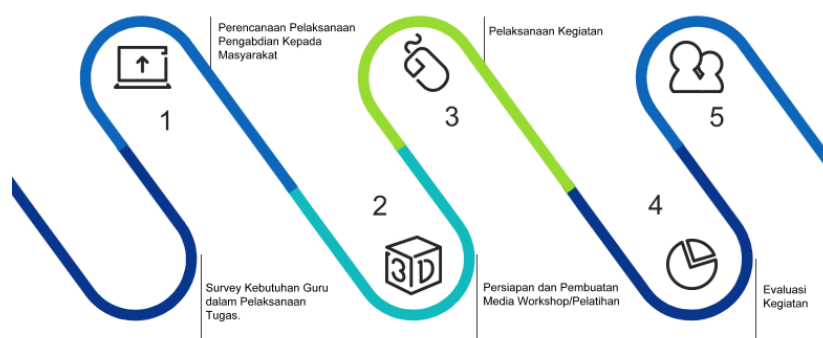 Perencanaan Pelaksanaan
Pengabdian Kepada
Masyarakat
1
Survey Kebutuhan Guru
dalam Pelaksanaan
Tugas.
2
3D
Persiapan dan Pembuatan
Media Workshop/Pelatihan
3
Pelaksanaan Kegiatan
4
Evaluasi
Kegiatan
5